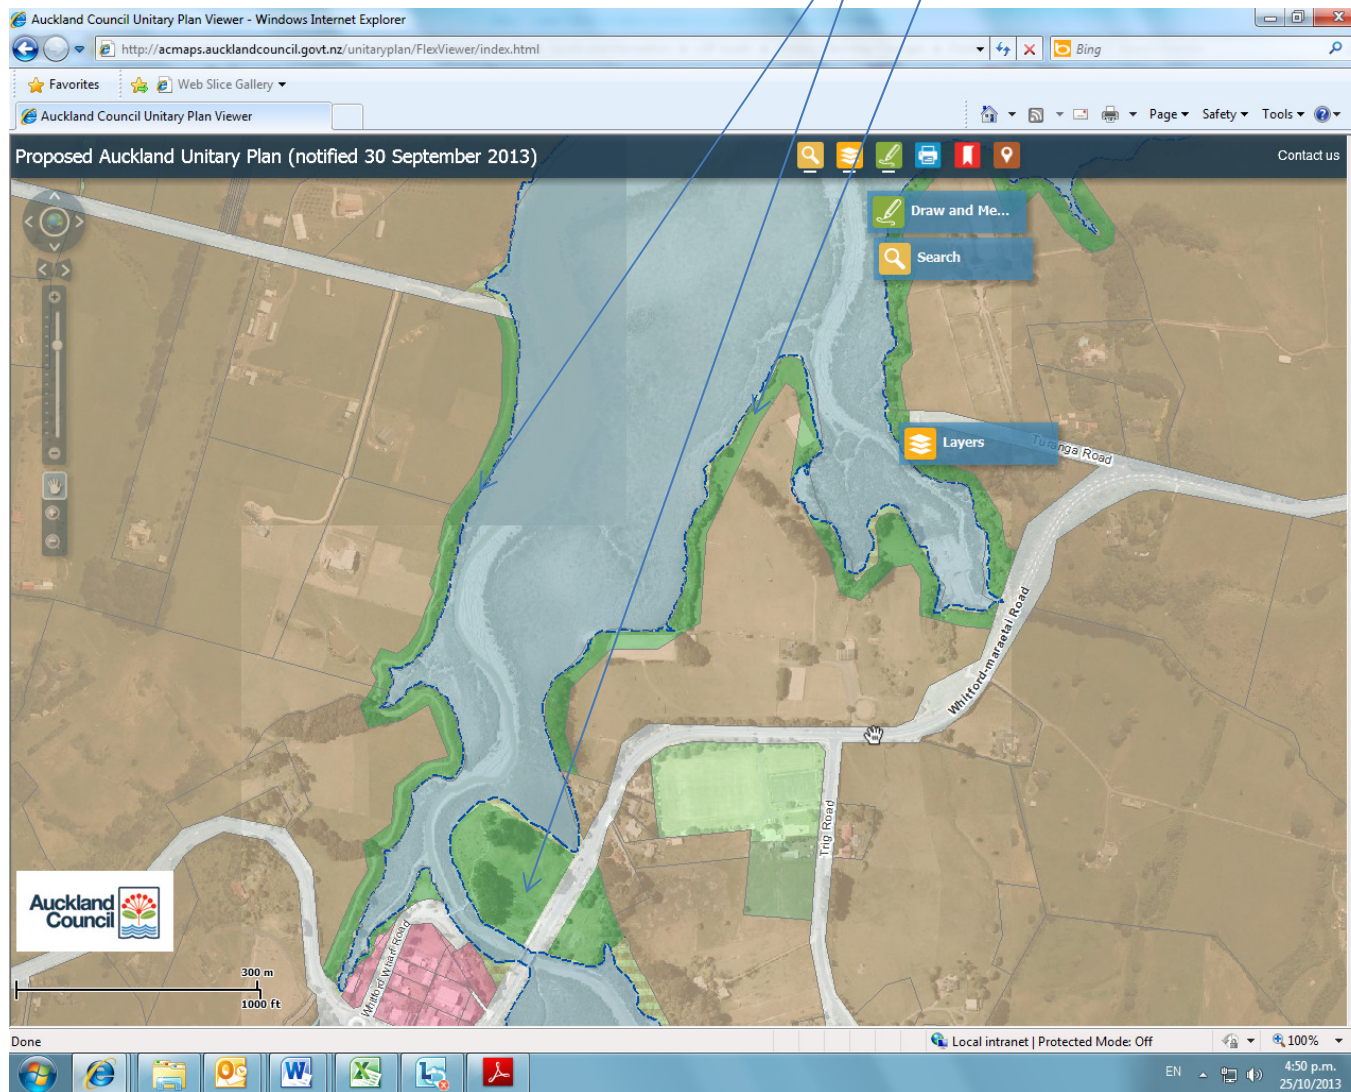 Auckland Council Unitary Plan Viewer - Windows Internet Explorer
http://acmaps.aucklandcouncil.govt.nz/unitaryplan/FlexViewer/index.html
Bing
Favorites
Web Slice Gallery
Auckland Council Unitary Plan Viewer
Page
Safety
Tools
Proposed Auckland Unitary Plan (notified 30 September 2013)
Contact us
Draw and Me...
Search
Layers
Turanga Road
Whitford-maraetai Road
Trig Road
Auckland
Council
Whitford Wharf Road
300 m
1000 ft
Done
Local intranet | Protected Mode: Off
100%
EN
4:50 p.m.
25/10/2013